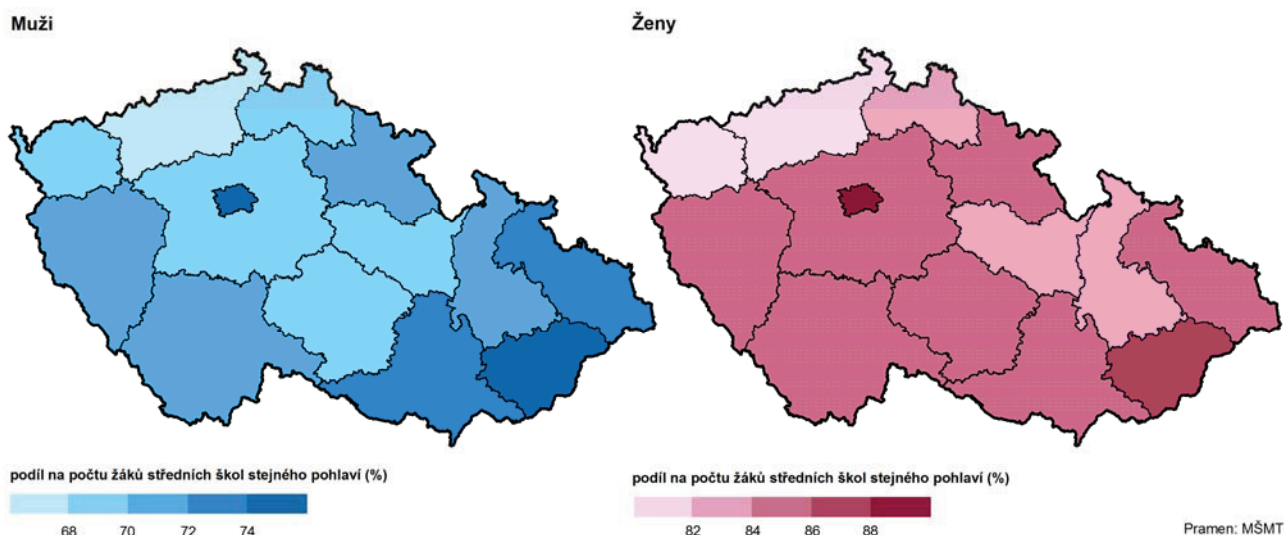 Muži
Ženy
podíl na počtu žáků středních škol stejného pohlaví (%)
68 70 72 74
podíl na počtu žáků středních škol stejného pohlaví (%)
82 84 86 88
Pramen: MŠMT